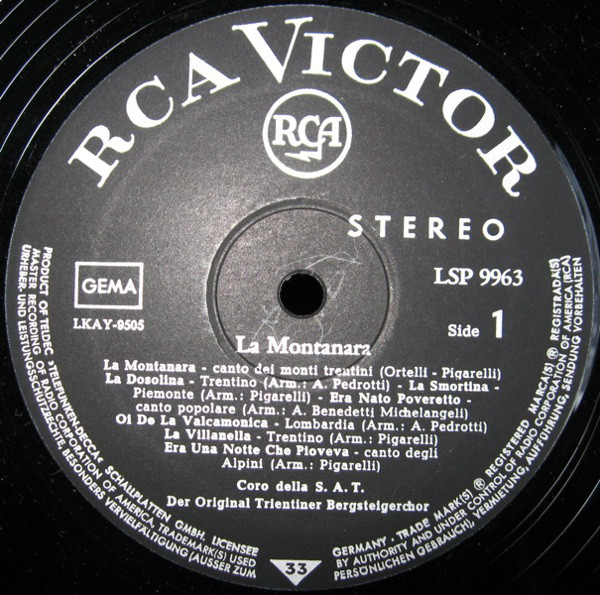 RCA VICTOR
RCA
STEREO
GEMA
LSP 9963
LKAY-9505
Side 1
La Montanara
La Montanara - canto dei monti trentini (Ortelli - Pigarelli)
La Dosolina - Trentino (Arm.: A. Pedrotti) - La Smortina -
Piemonte (Arm.: Pigarelli) - Era Nato Poveretto -
canto popolare (Arm.: A. Benedetti Michelangeli)
Oi De La Valcamonica - Lombardia (Arm.: A. Pedrotti)
La Villanella - Trentino (Arm.: Pigarelli)
Era Una Notte Che Pioveva - canto degli
Alpini (Arm.: Pigarelli)
Coro della S. A. T.
Der Original Trientiner Bergsteigerchor
33
PRODUCT OF TELDEC »TELEFUNKEN-DECCA« SCHALLPLATTEN GMBH. LICENSEE
MASTER RECORDING OF RADIO CORPORATION OF AMERICA, TRADEMARK(S) USED
URHEBER- UND LEISTUNGSSCHUTZRECHTE, BESONDERS VERVIELFÄLTIGUNG (AUSSER ZUM
GERMANY · TRADE MARK(S) ® REGISTERED MARCA(S) ® REGISTRADA(S)
BY AUTHORITY AND UNDER CONTROL OF RADIO CORPORATION OF AMERICA (RCA)
PERSÖNLICHEN GEBRAUCH), VERMIETUNG, AUFFÜHRUNG, SENDUNG VORBEHALTEN